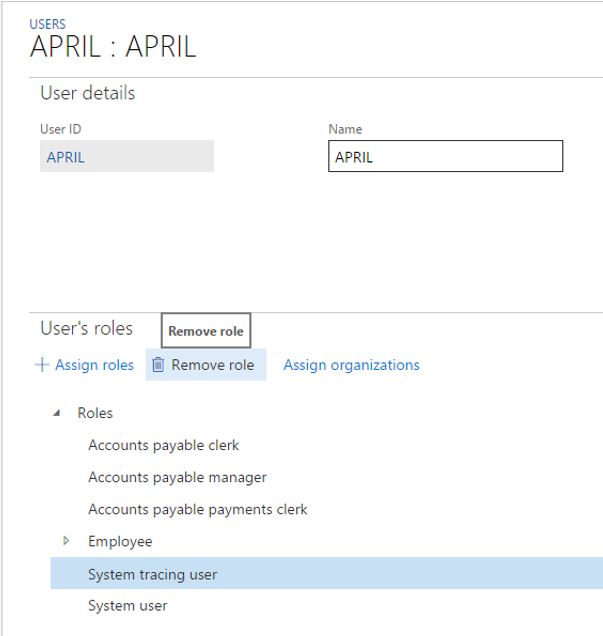 USERS
APRIL : APRIL
User details
User ID
Name
APRIL
APRIL
User's roles
Remove role
Assign roles
Remove role
Assign organizations
Roles
Accounts payable clerk
Accounts payable manager
Accounts payable payments clerk
Employee
System tracing user
System user